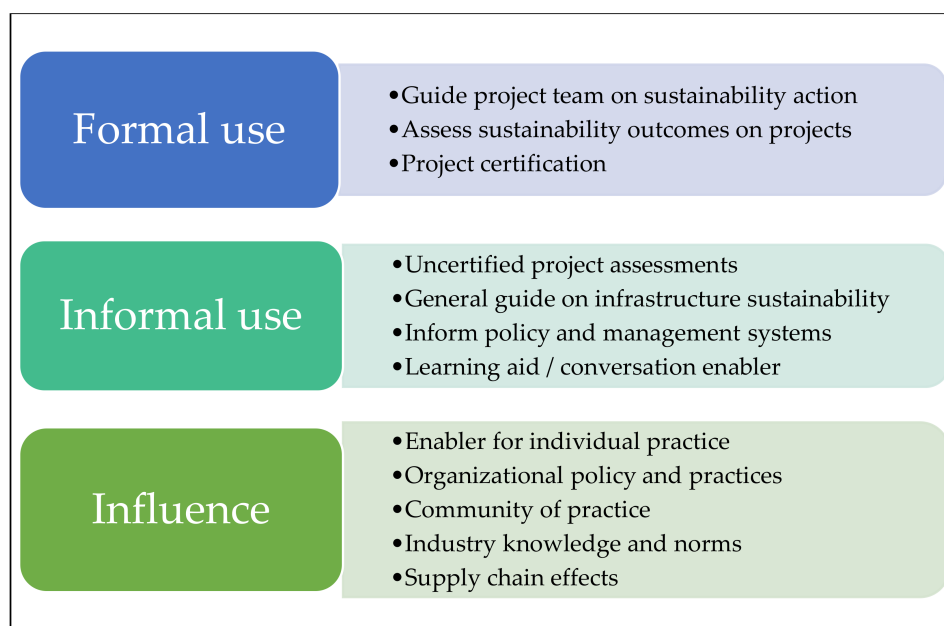 Formal use
•Guide project team on sustainability action
•Assess sustainability outcomes on projects
•Project certification
Informal use
•Uncertified project assessments
•General guide on infrastructure sustainability
•Inform policy and management systems
•Learning aid / conversation enabler
Influence
•Enabler for individual practice
•Organizational policy and practices
•Community of practice
•Industry knowledge and norms
•Supply chain effects